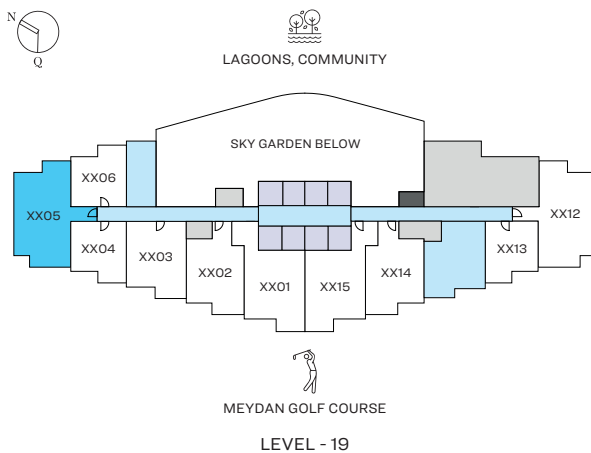 N
Q
LAGOONS, COMMUNITY
SKY GARDEN BELOW
XX06
XX05
XX12
XX04
XX03
XX02
XX01
XX15
XX14
XX13
MEYDAN GOLF COURSE
LEVEL - 19